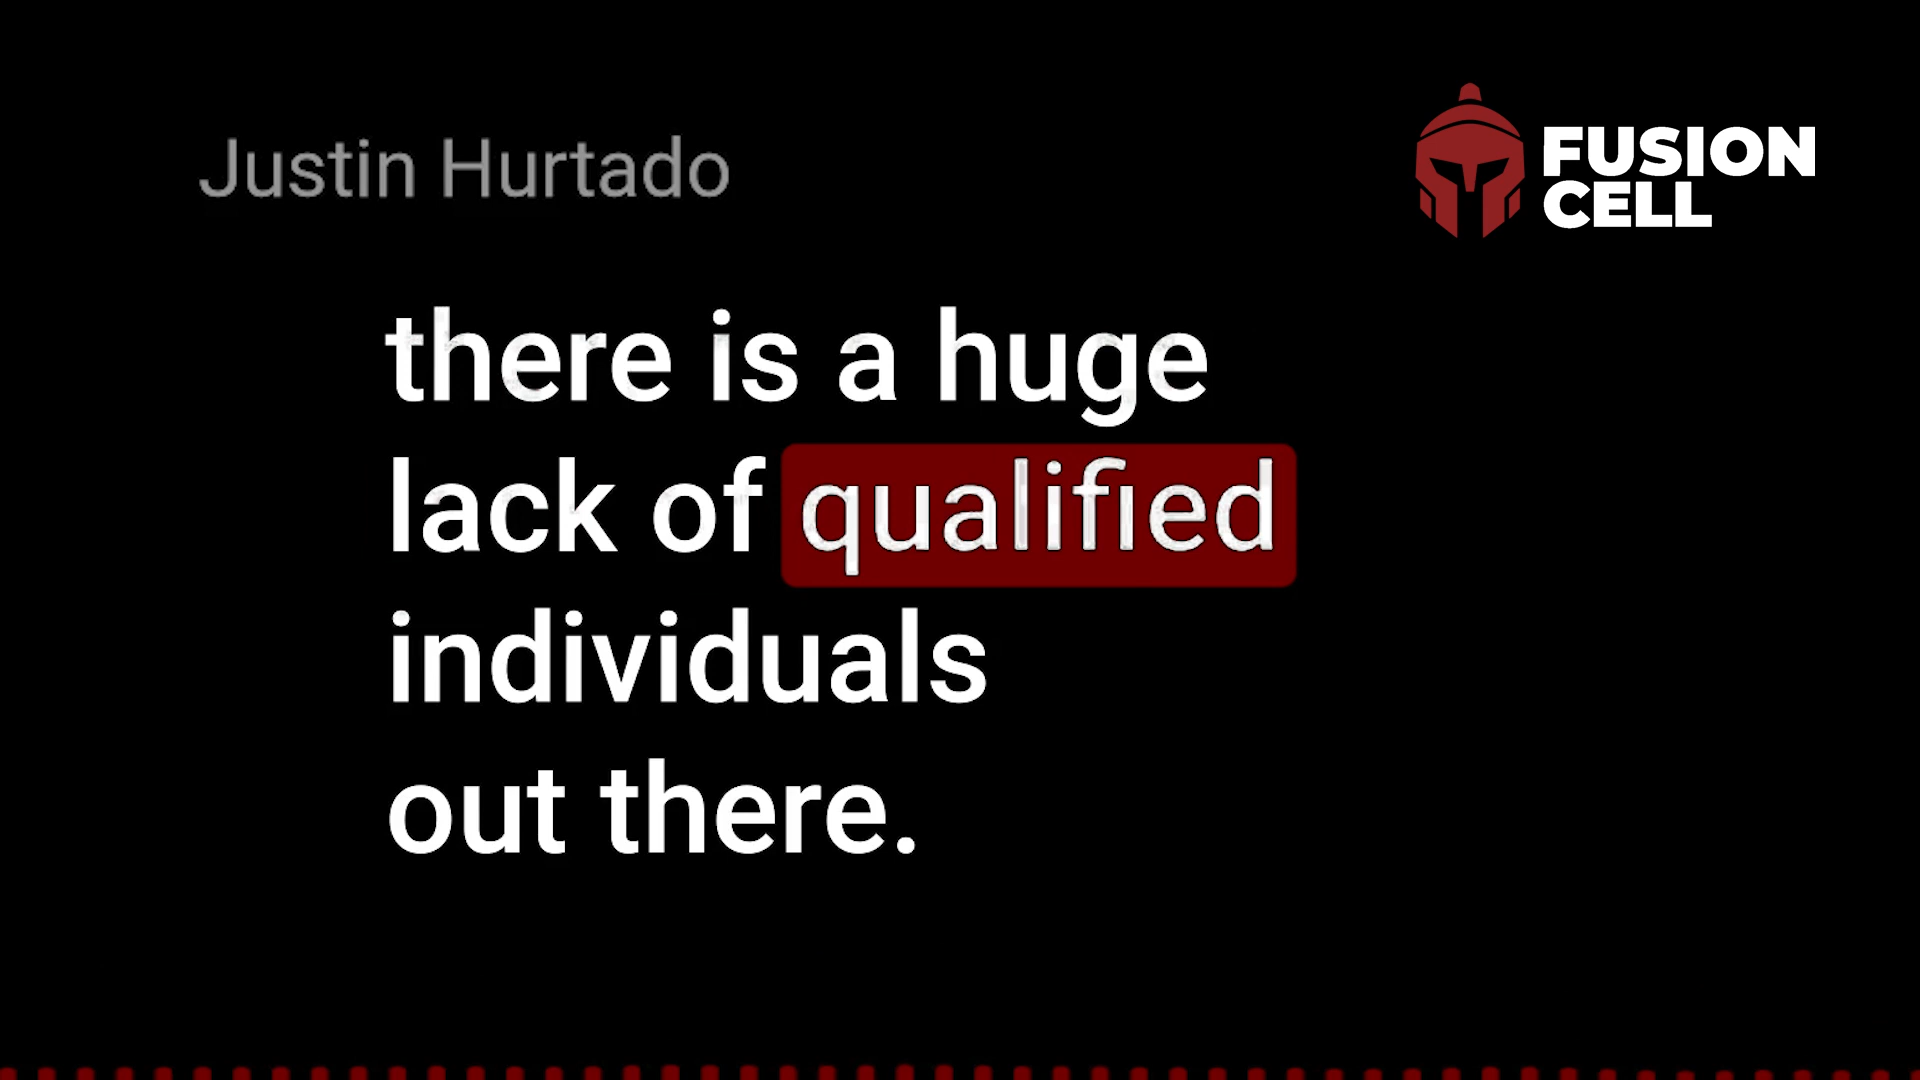 Justin Hurtado
FUSION
CELL
there is a huge
lack of qualified
individuals
out there.